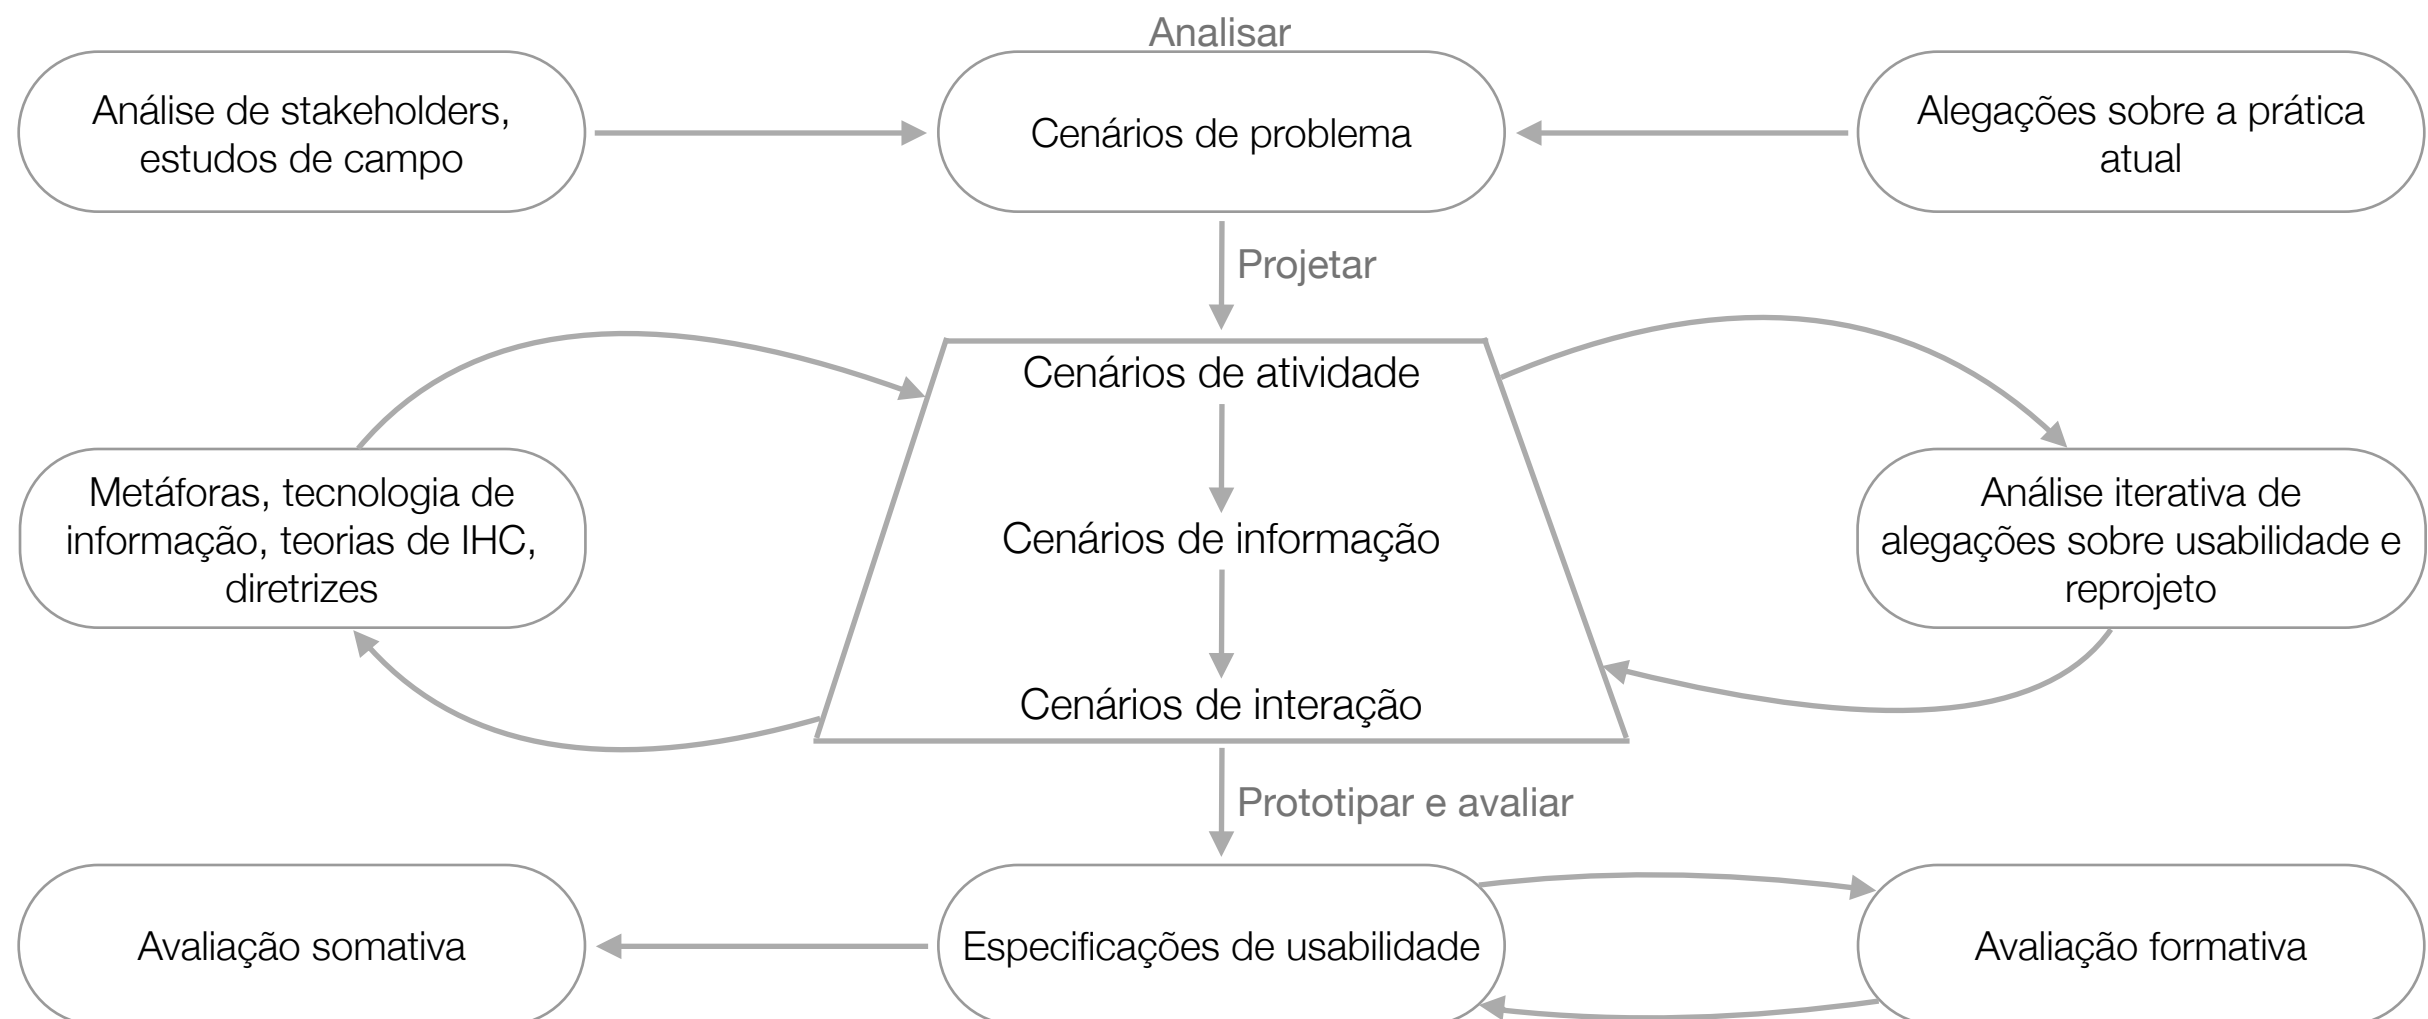 Analisar
Análise de stakeholders,
estudos de campo
Cenários de problema
Alegações sobre a prática
atual
Projetar
Cenários de atividade
Metáforas, tecnologia de
informação, teorias de IHC,
diretrizes
Cenários de informação
Análise iterativa de
alegações sobre usabilidade e
reprojeto
Cenários de interação
Prototipar e avaliar
Avaliação somativa
Especificações de usabilidade
Avaliação formativa